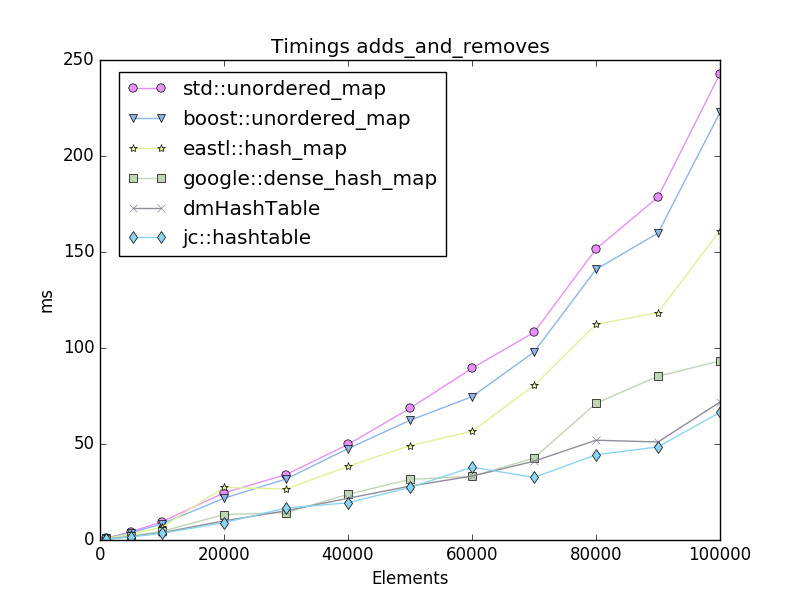 Timings adds_and_removes
250
200
150
100
50
0
ms
std::unordered_map
boost::unordered_map
eastl::hash_map
google::dense_hash_map
dmHashTable
jc::hashtable
0 20000 40000 60000 80000 100000
Elements